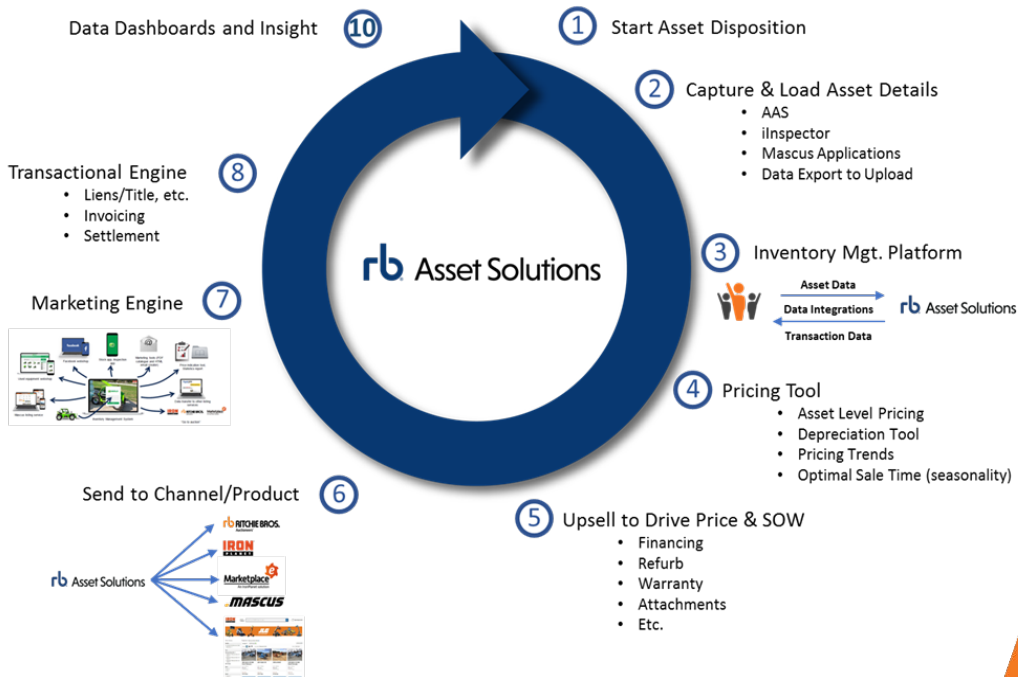 Data Dashboards and Insight
10
1
Start Asset Disposition
2
Capture & Load Asset Details
• AAS
• iInspector
• Mascus Applications
• Data Export to Upload
3
Inventory Mgt. Platform
Asset Data
Data Integrations
Transaction Data
rb Asset Solutions
4
Pricing Tool
• Asset Level Pricing
• Depreciation Tool
• Pricing Trends
• Optimal Sale Time (seasonality)
5
Upsell to Drive Price & SOW
• Financing
• Refurb
• Warranty
• Attachments
• Etc.
6
Send to Channel/Product
rb Asset Solutions
rb RITCHIE BROS.
IRON
PLANET
Marketplace e
MASCUS
7
Marketing Engine
8
Transactional Engine
• Liens/Title, etc.
• Invoicing
• Settlement
rb Asset Solutions